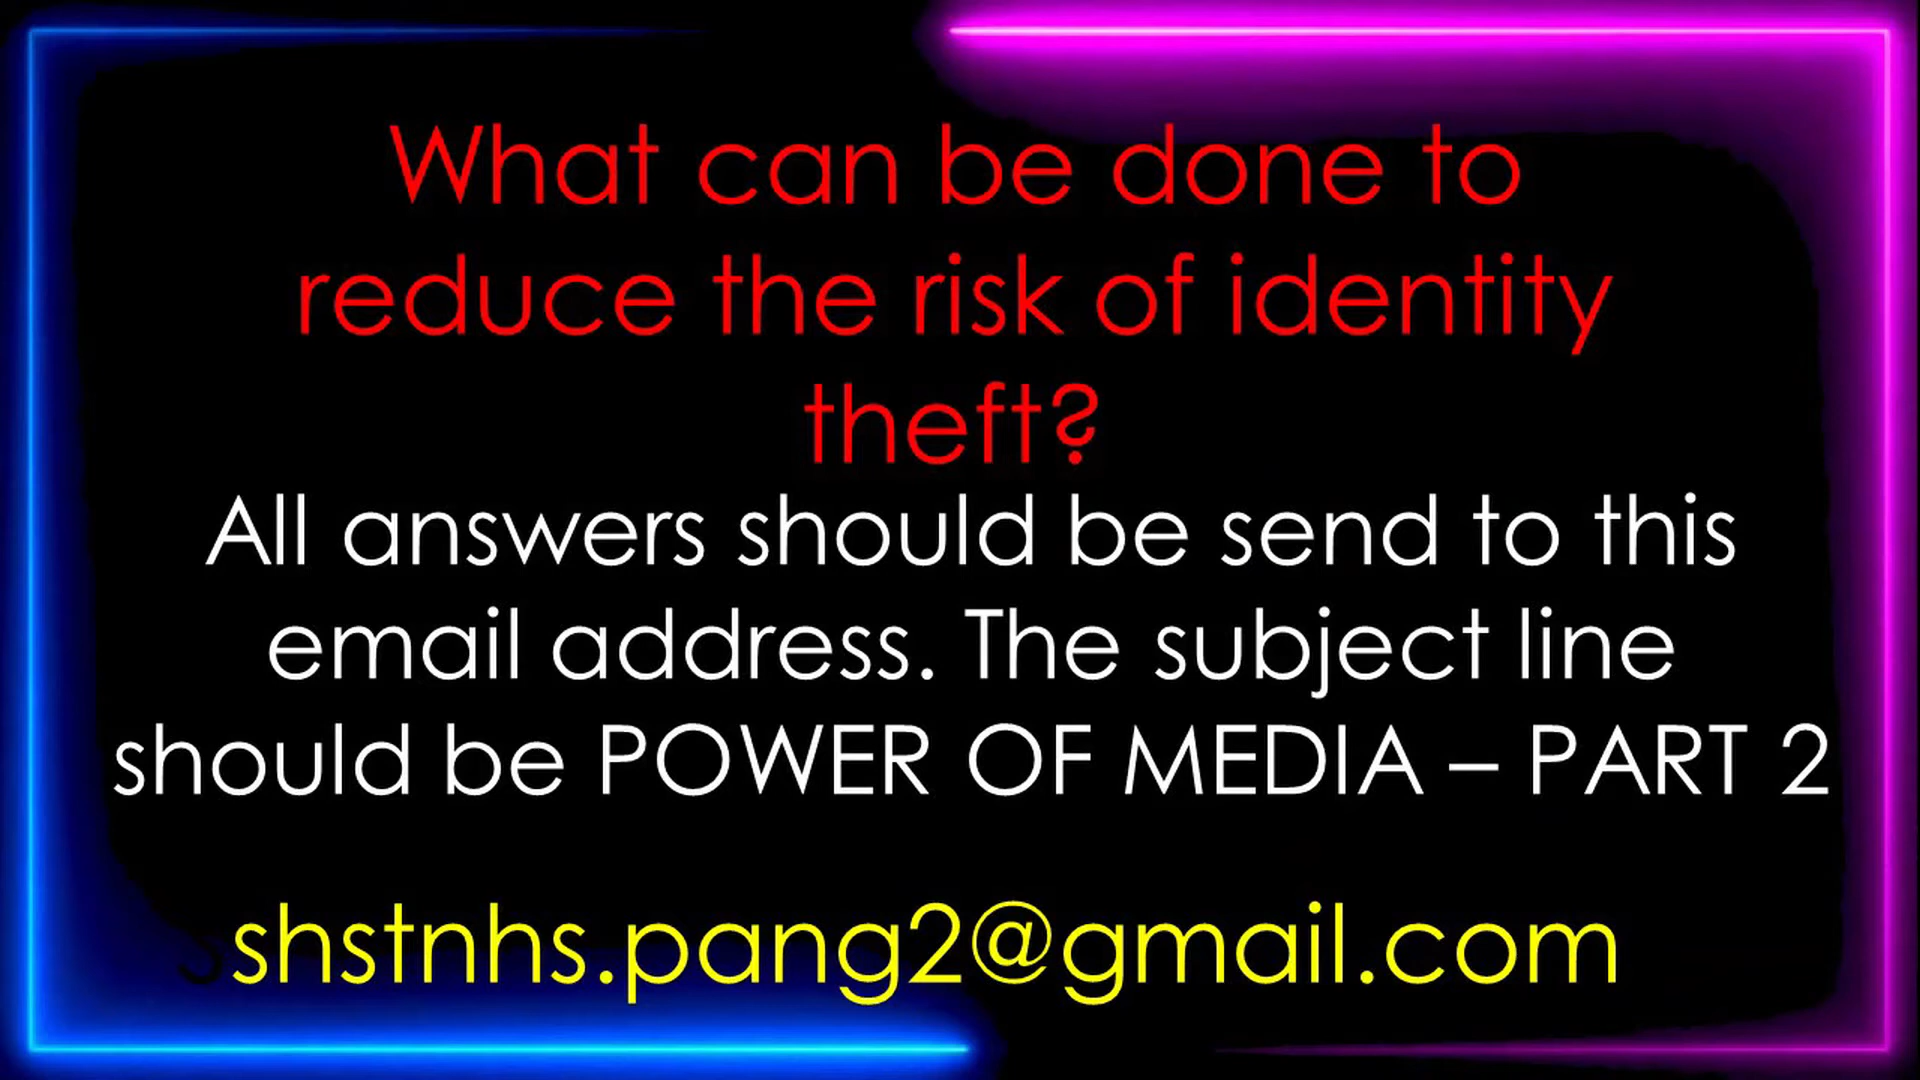 What can be done to
reduce the risk of identity
theft?
All answers should be send to this
email address. The subject line
should be POWER OF MEDIA – PART 2
shstnhs.pang2@gmail.com